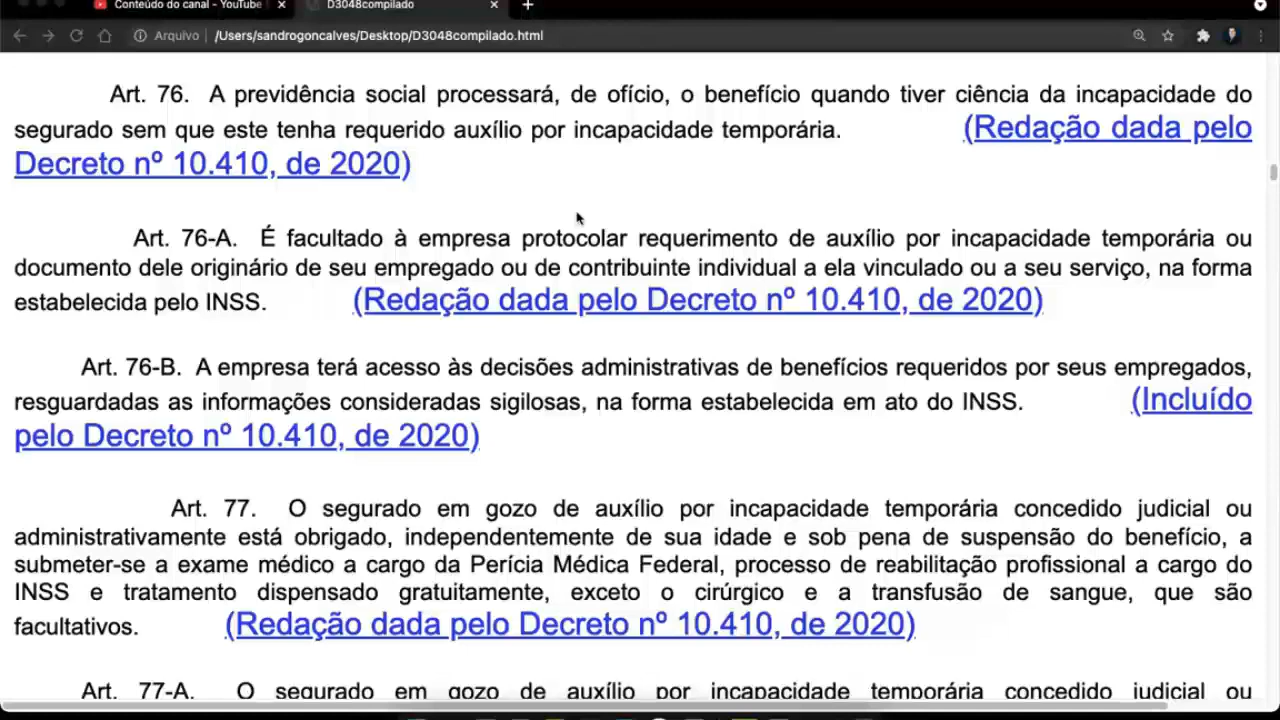 Conteúdo do canal - YouTube
D3048compilado
Arquivo | /Users/sandrogoncalves/Desktop/D3048compilado.html
Art. 76. A previdência social processará, de ofício, o benefício quando tiver ciência da incapacidade do
segurado sem que este tenha requerido auxílio por incapacidade temporária. (Redação dada pelo
Decreto nº 10.410, de 2020)
Art. 76-A. É facultado à empresa protocolar requerimento de auxílio por incapacidade temporária ou
documento dele originário de seu empregado ou de contribuinte individual a ela vinculado ou a seu serviço, na forma
estabelecida pelo INSS. (Redação dada pelo Decreto nº 10.410, de 2020)
Art. 76-B. A empresa terá acesso às decisões administrativas de benefícios requeridos por seus empregados,
resguardadas as informações consideradas sigilosas, na forma estabelecida em ato do INSS. (Incluído
pelo Decreto nº 10.410, de 2020)
Art. 77. O segurado em gozo de auxílio por incapacidade temporária concedido judicial ou
administrativamente está obrigado, independentemente de sua idade e sob pena de suspensão do benefício, a
submeter-se a exame médico a cargo da Perícia Médica Federal, processo de reabilitação profissional a cargo do
INSS e tratamento dispensado gratuitamente, exceto o cirúrgico e a transfusão de sangue, que são
facultativos. (Redação dada pelo Decreto nº 10.410, de 2020)
Art. 77-A. O segurado em gozo de auxílio por incapacidade temporária concedido judicial ou